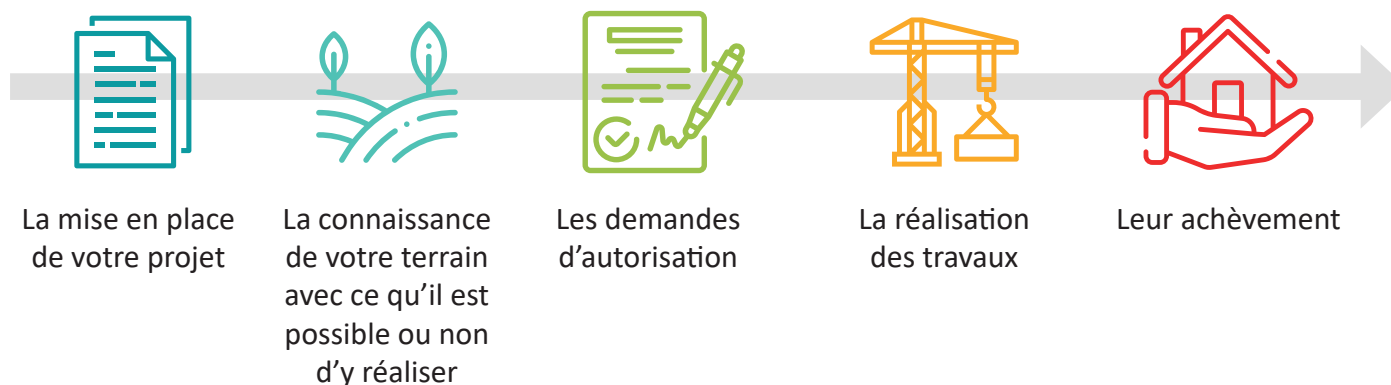 La mise en place
de votre projet
La connaissance
de votre terrain
avec ce qu'il est
possible ou non
d'y réaliser
Les demandes
d'autorisation
La réalisation
des travaux
Leur achèvement